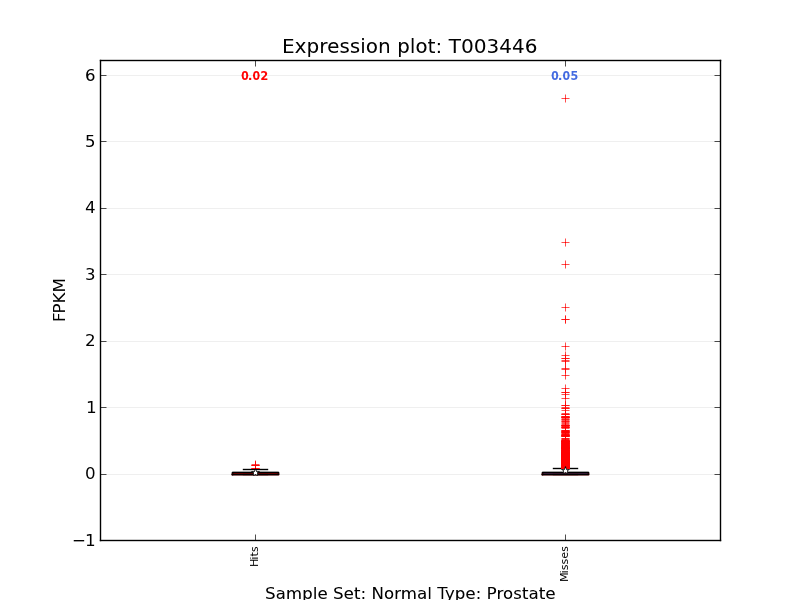 Expression plot: T003446
0.02 0.05
6
5
4
3
2
1
0
−1
FPKM
Hits Misses
Sample Set: Normal Type: Prostate